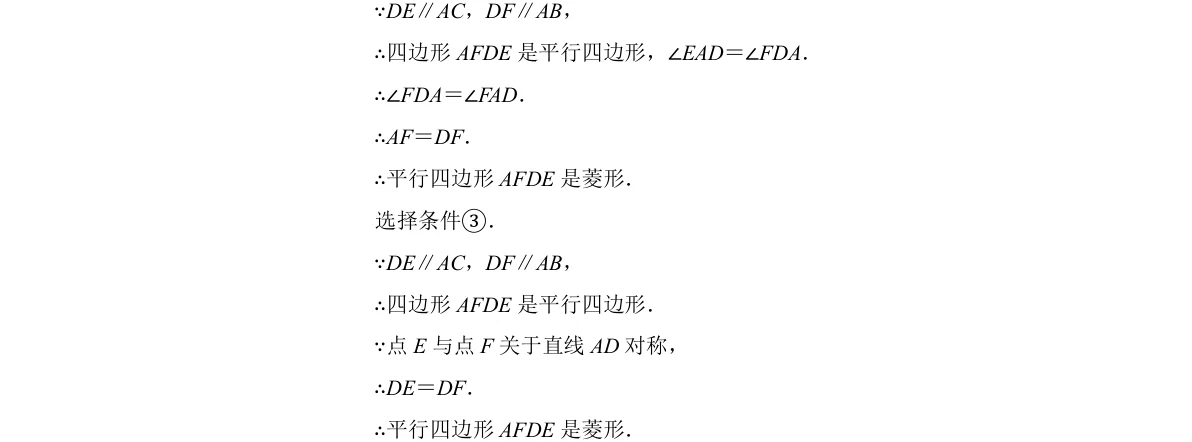 ∵DE∥AC，DF∥AB，
∴四边形 AFDE 是平行四边形，∠EAD＝∠FDA．
∴∠FDA＝∠FAD．
∴AF＝DF．
∴平行四边形 AFDE 是菱形．
选择条件③．
∵DE∥AC，DF∥AB，
∴四边形 AFDE 是平行四边形．
∵点 E 与点 F 关于直线 AD 对称，
∴DE＝DF．
∴平行四边形 AFDE 是菱形．